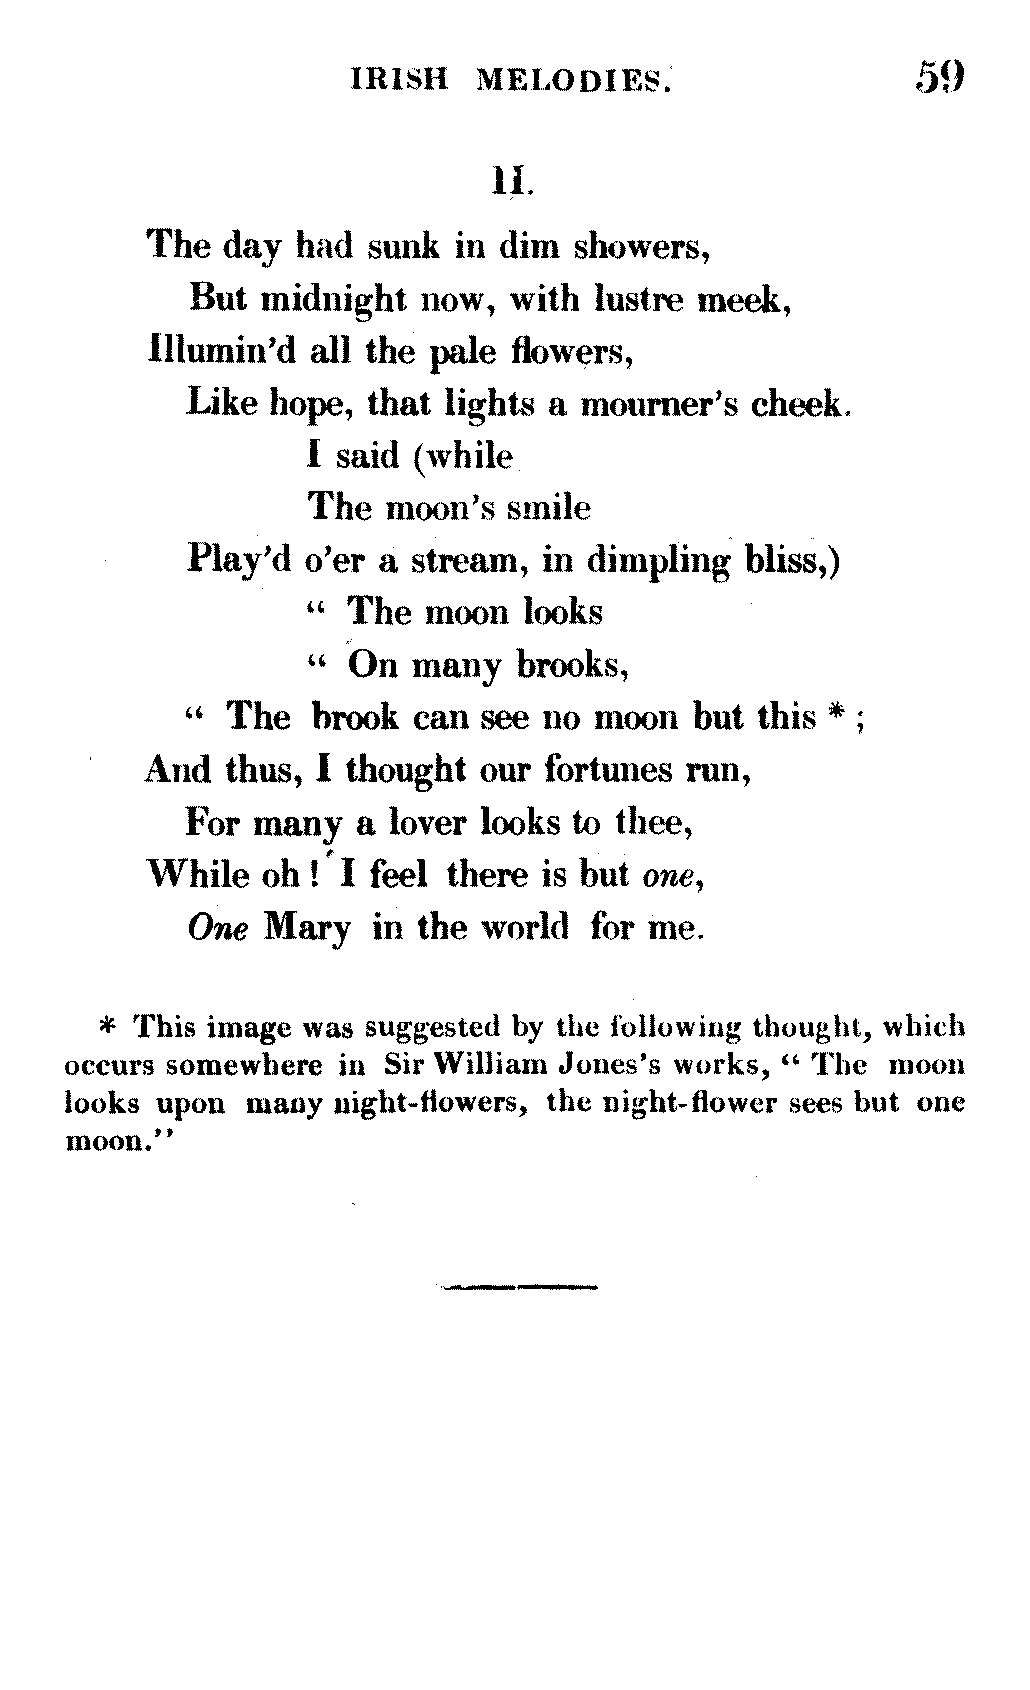 IRISH MELODIES. 59
II.
The day had sunk in dim showers,
But midnight now, with lustre meek,
Illumin'd all the pale flowers,
Like hope, that lights a mourner's cheek.
I said (while
The moon's smile
Play'd o'er a stream, in dimpling bliss,)
“ The moon looks
“ On many brooks,
“ The brook can see no moon but this * ;
And thus, I thought our fortunes run,
For many a lover looks to thee,
While oh ! I feel there is but one,
One Mary in the world for me.
* This image was suggested by the following thought, which
occurs somewhere in Sir William Jones's works, “ The moon
looks upon many night-flowers, the night-flower sees but one
moon.”